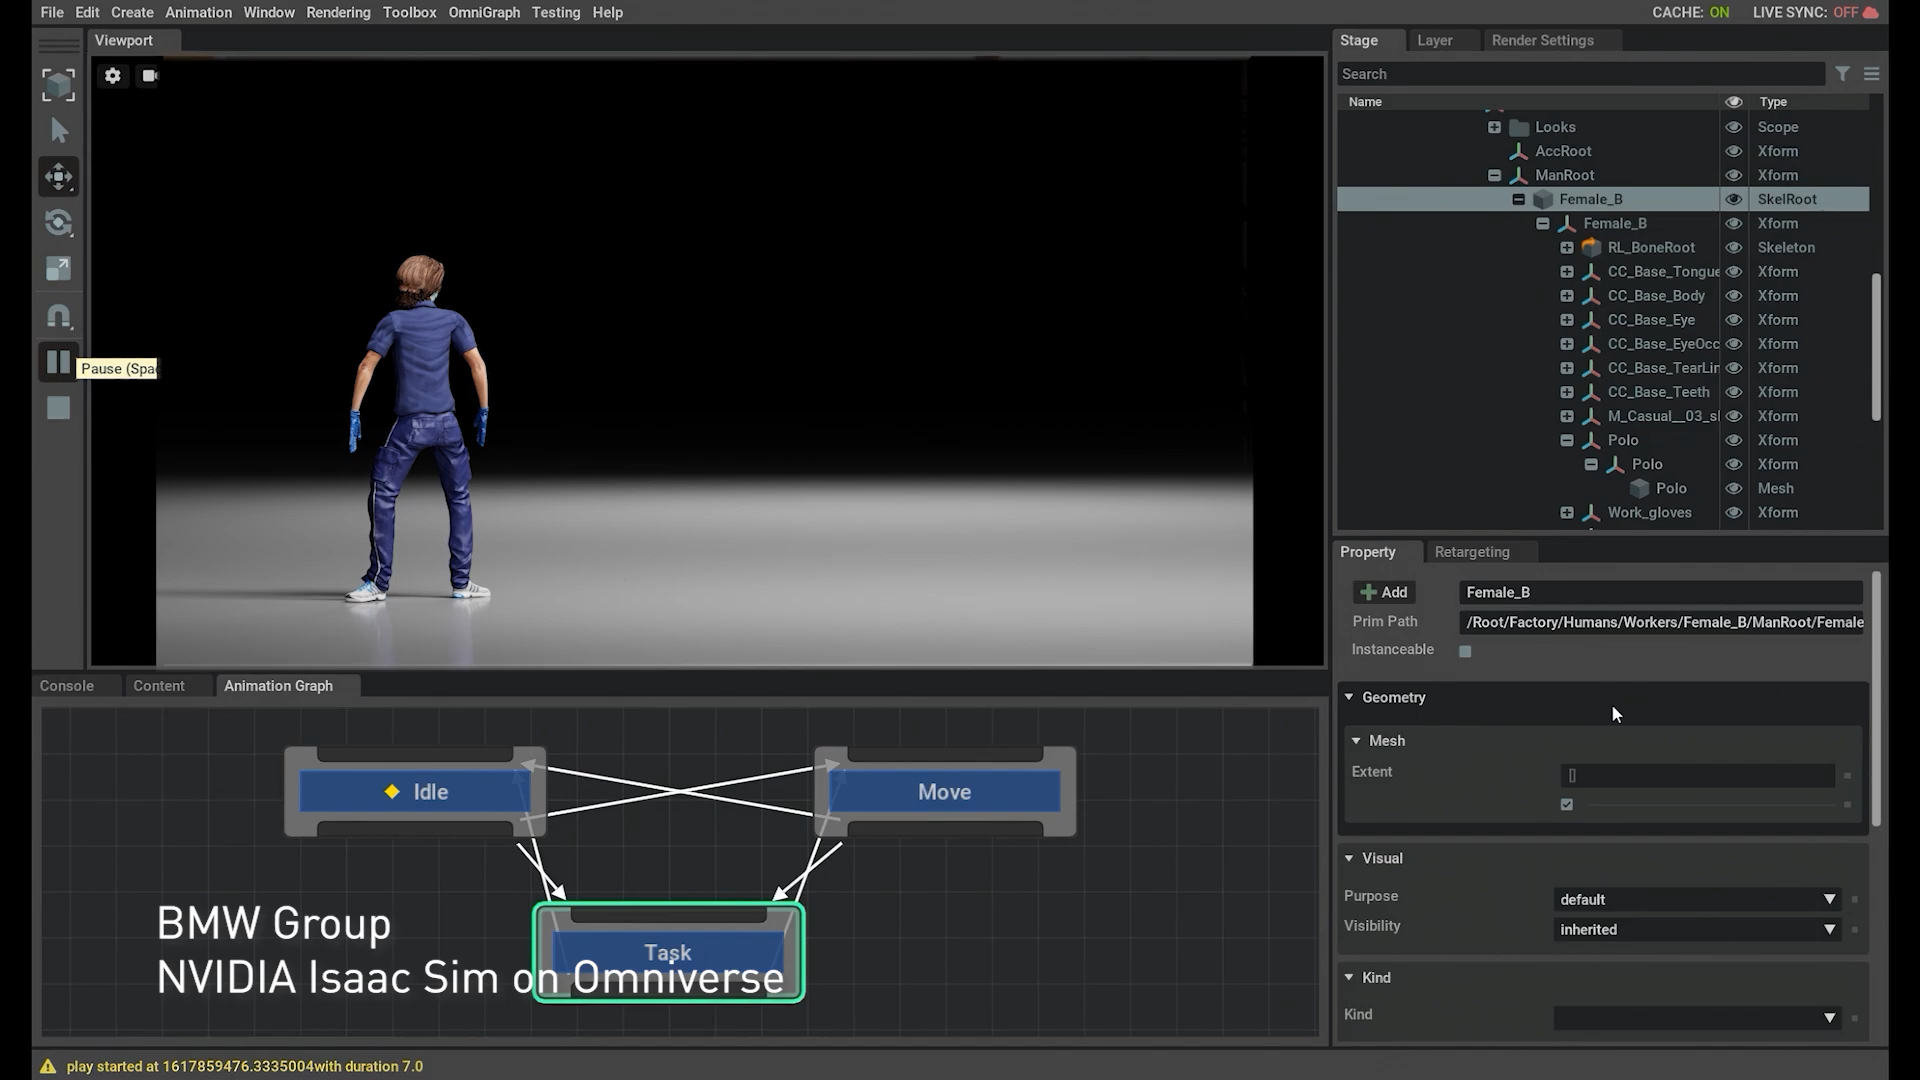 File Edit Create Animation Window Rendering Toolbox OmniGraph Testing Help
CACHE: ON LIVE SYNC: OFF
Viewport
Pause (Spa
Stage Layer Render Settings
Search
Name Type
Looks Scope
AccRoot Xform
ManRoot Xform
Female_B SkelRoot
Female_B Xform
RL_BoneRoot Skeleton
CC_Base_Tongue Xform
CC_Base_Body Xform
CC_Base_Eye Xform
CC_Base_EyeOcc Xform
CC_Base_TearLin Xform
CC_Base_Teeth Xform
M_Casual__03_sl Xform
Polo Xform
Polo Xform
Polo Mesh
Work_gloves Xform
Property Retargeting
Add Female_B
Prim Path /Root/Factory/Humans/Workers/Female_B/ManRoot/Female
Instanceable
Geometry
Mesh
Extent []
Visual
Purpose default
Visibility inherited
Kind
Kind
Console Content Animation Graph
Idle
Move
Task
BMW Group
NVIDIA Isaac Sim on Omniverse
play started at 1617859476.3335004with duration 7.0